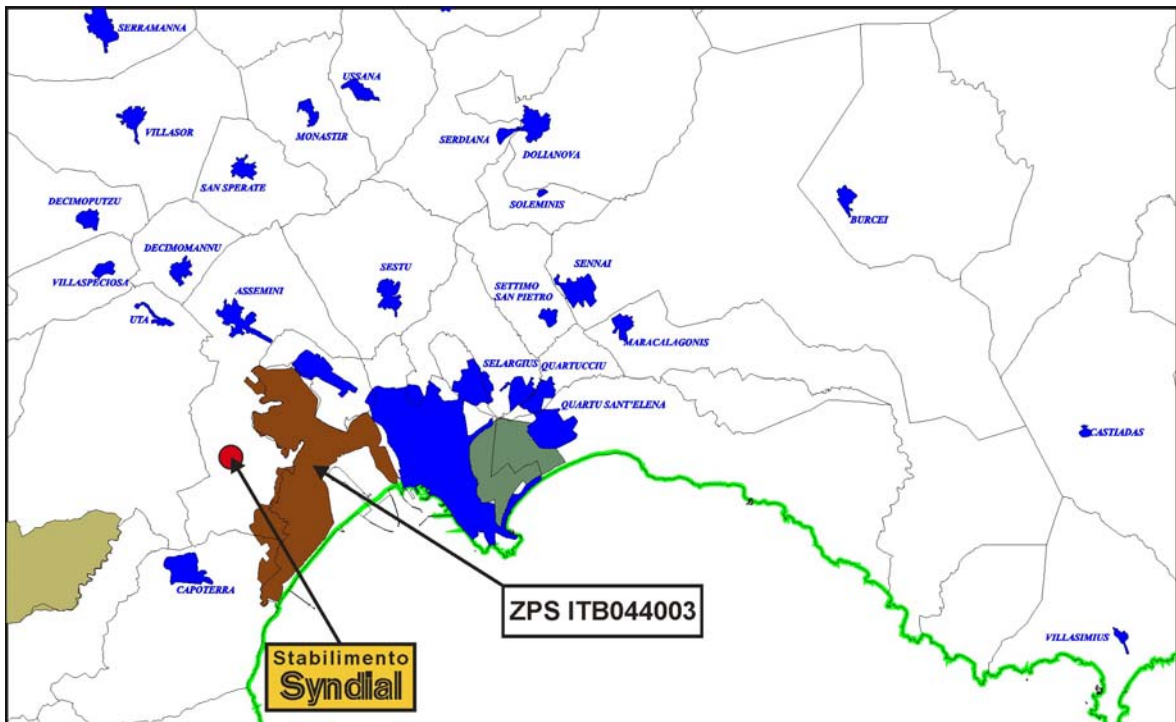 SERRAMANNA
USSANA
VILLASOR
MONASTIR
SERDIANA
DOLIANOVA
SAN SPERATE
DECIMOPUTZU
SOLEMINIS
BURCEI
DECIMOMANNU
VILLASPECIOSA
SESTU
SENNAI
SETTIMO
SAN PIETRO
ASSEMINI
UTA
MARACALAGONIS
SELARGIUS
QUARTUCCIU
QUARTU SANT'ELENA
CASTIADAS
CAPOTERRA
ZPS ITB044003
VILLASIMIUS
Stabilimento
Syndial